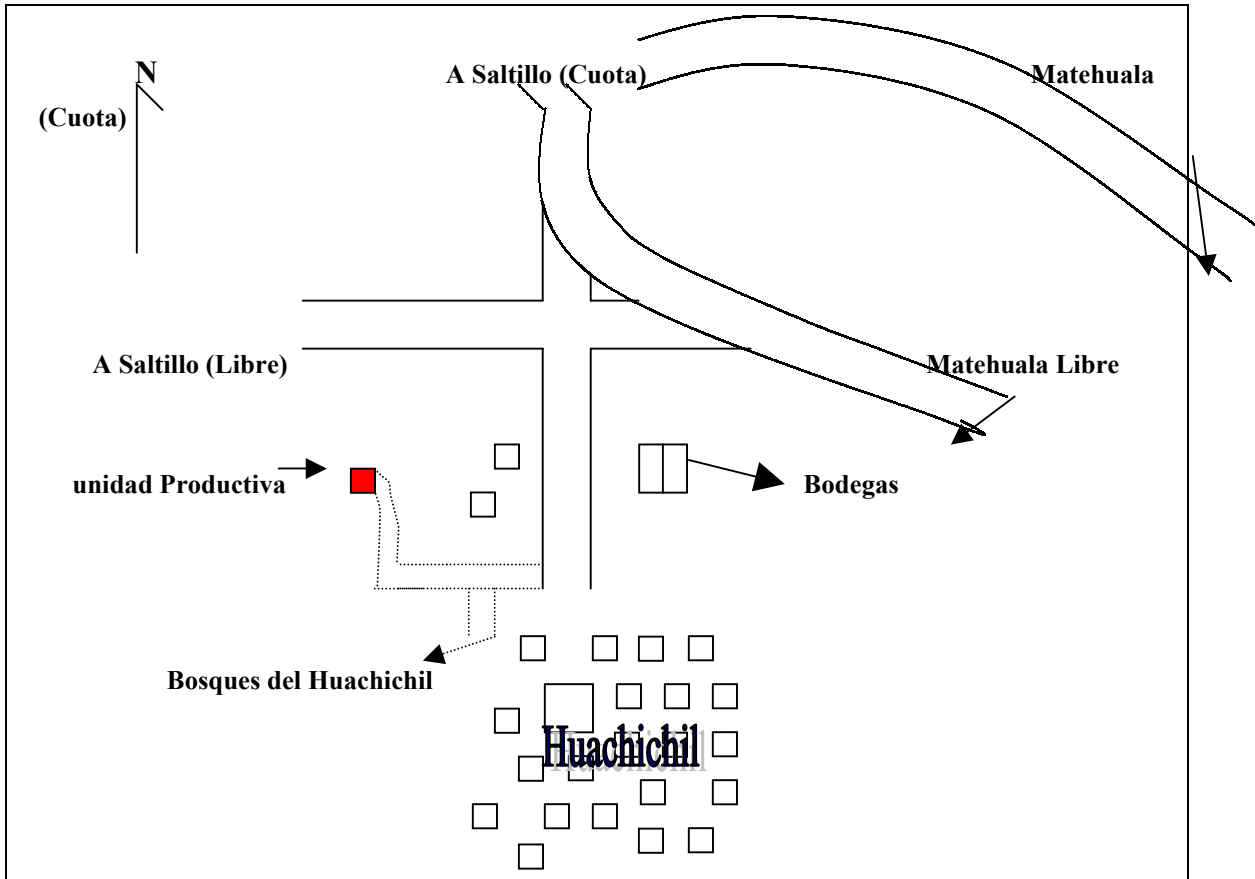 N
A Saltillo (Cuota)
Matehuala
(Cuota)
A Saltillo (Libre)
Matehuala Libre
unidad Productiva
Bodegas
Bosques del Huachichil
Huachichil